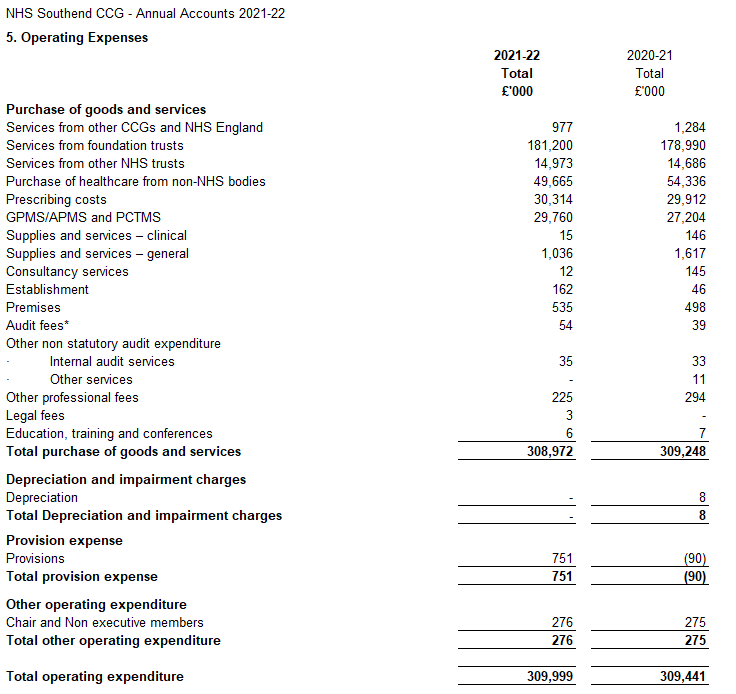 NHS Southend CCG - Annual Accounts 2021-22
5. Operating Expenses
2021-22 2020-21
Total Total
£'000 £'000
Purchase of goods and services
Services from other CCGs and NHS England 977 1,284
Services from foundation trusts 181,200 178,990
Services from other NHS trusts 14,973 14,686
Purchase of healthcare from non-NHS bodies 49,665 54,336
Prescribing costs 30,314 29,912
GPMS/APMS and PCTMS 29,760 27,204
Supplies and services – clinical 15 146
Supplies and services – general 1,036 1,617
Consultancy services 12 145
Establishment 162 46
Premises 535 498
Audit fees* 54 39
Other non statutory audit expenditure
· Internal audit services 35 33
· Other services - 11
Other professional fees 225 294
Legal fees 3 -
Education, training and conferences 6 7
Total purchase of goods and services 308,972 309,248
Depreciation and impairment charges
Depreciation - 8
Total Depreciation and impairment charges - 8
Provision expense
Provisions 751 (90)
Total provision expense 751 (90)
Other operating expenditure
Chair and Non executive members 276 275
Total other operating expenditure 276 275
Total operating expenditure 309,999 309,441